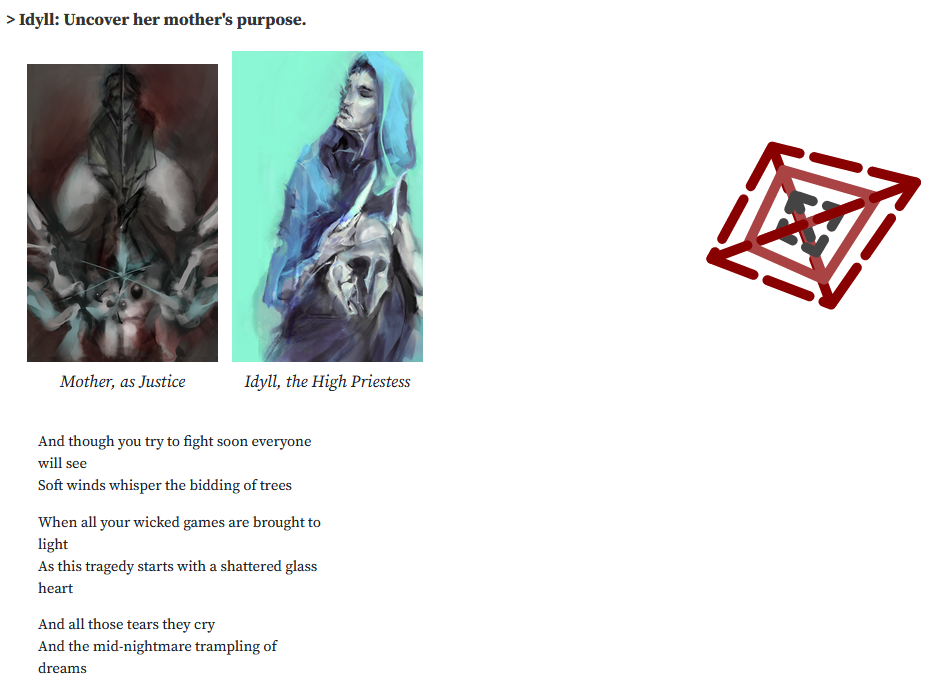 > Idyll: Uncover her mother's purpose.
Mother, as Justice
Idyll, the High Priestess
And though you try to fight soon everyone
will see
Soft winds whisper the bidding of trees
When all your wicked games are brought to
light
As this tragedy starts with a shattered glass
heart
And all those tears they cry
And the mid-nightmare trampling of
dreams